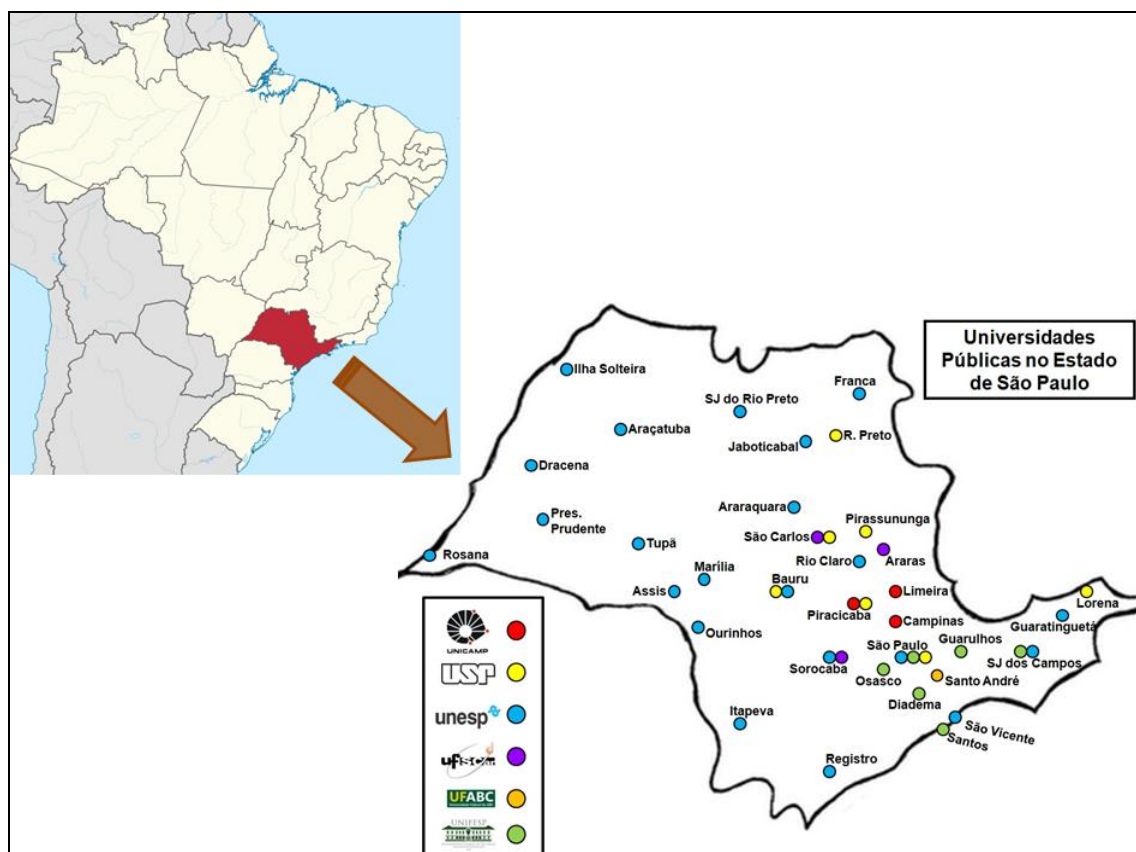 Universidades
Públicas no Estado
de São Paulo
Ilha Solteira
Franca
SJ do Rio Preto
Araçatuba
R. Preto
Jaboticabal
Dracena
Araraquara
Pres.
Prudente
Pirassununga
São Carlos
Tupã
Araras
Rosana
Rio Claro
Marília
Bauru
Assis
Limeira
Lorena
Piracicaba
Campinas
Guaratinguetá
Ourinhos
São Paulo
Guarulhos
Sorocaba
SJ dos Campos
Osasco
Santo André
Diadema
Itapeva
São Vicente
Santos
Registro
UNICAMP
USP
unesp
UFABC
UNIFESP